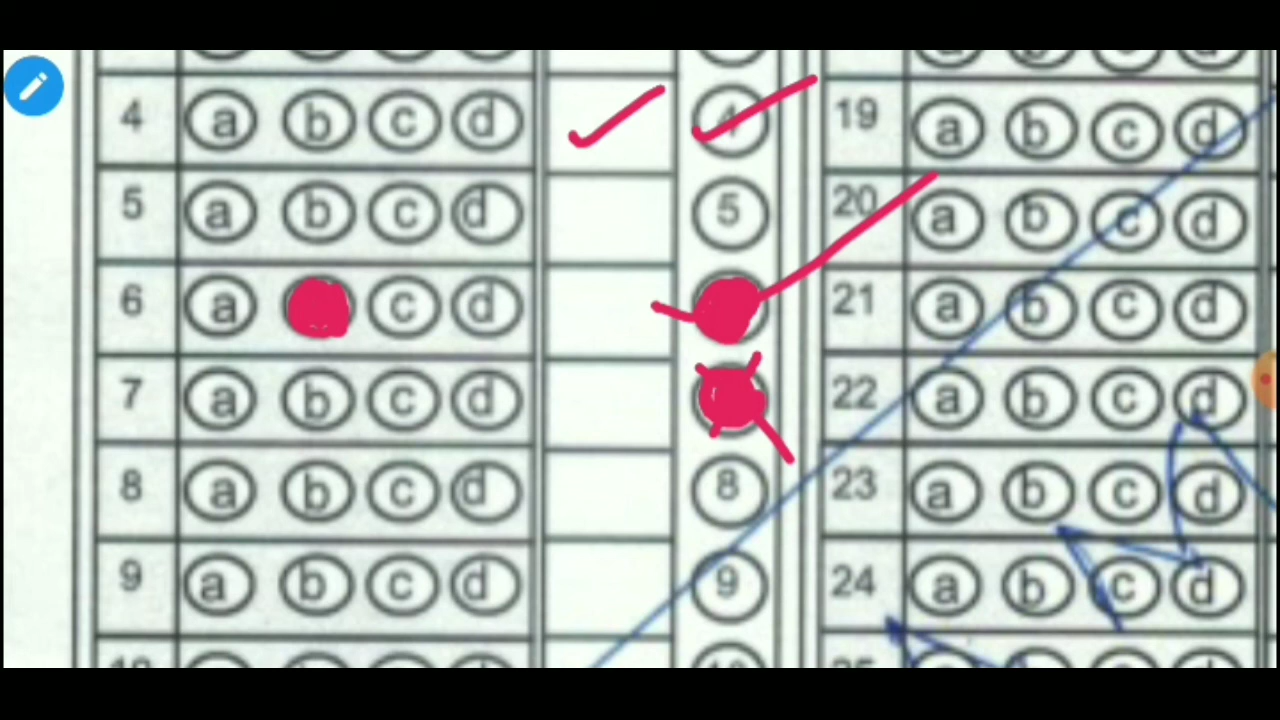 4 a b c d 4 19 a b c d
5 a b c d 5 20 a b c d
6 a c d 21 a b c d
7 a b c d 22 a b c d
8 a b c d 8 23 a b c d
9 a b c d 9 24 a b c d